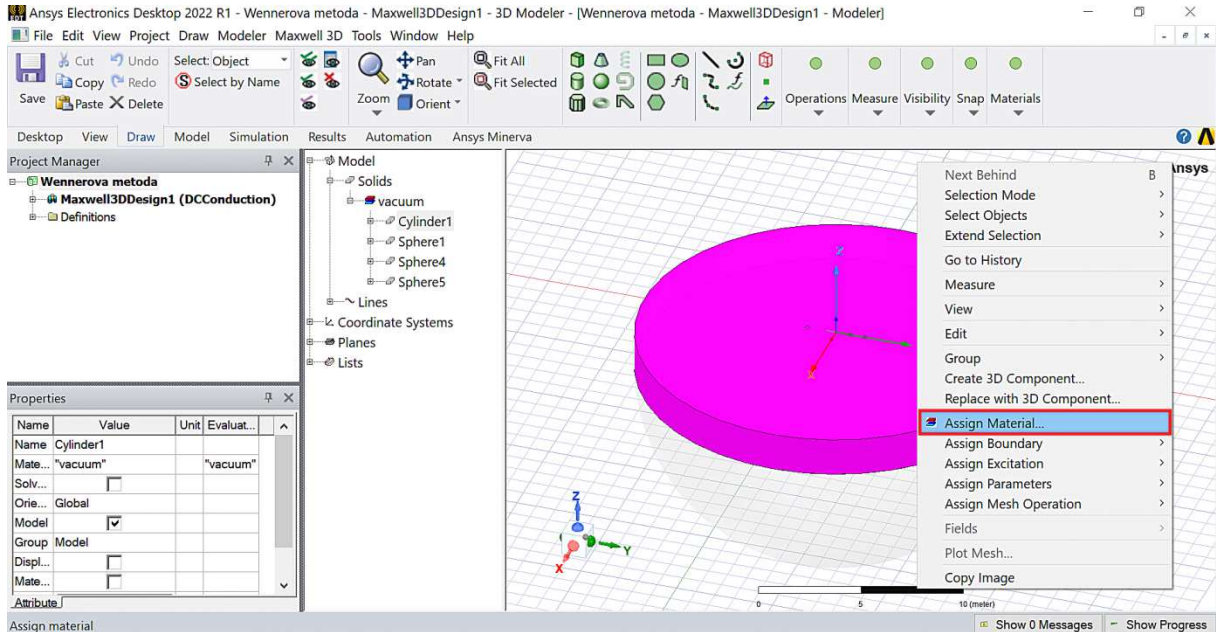 Ansys Electronics Desktop 2022 R1 - Wennerova metoda - Maxwell3DDesign1 - 3D Modeler - [Wennerova metoda - Maxwell3DDesign1 - Modeler]
File Edit View Project Draw Modeler Maxwell 3D Tools Window Help
Save
Cut Undo
Copy Redo
Paste Delete
Select: Object
Select by Name
Zoom
Pan
Rotate
Orient
Fit All
Fit Selected
Operations Measure Visibility Snap Materials
Desktop View Draw Model Simulation Results Automation Ansys Minerva
Project Manager
Wennerova metoda
Maxwell3DDesign1 (DCConduction)
Definitions
Model
Solids
vacuum
Cylinder1
Sphere1
Sphere4
Sphere5
Lines
Coordinate Systems
Planes
Lists
Properties
Name Value Unit Evaluat...
Name Cylinder1
Mate... "vacuum" "vacuum"
Solv...
Orie... Global
Model
Group Model
Displ...
Mate...
Attribute
Ansys
Z
X
Z
Y
X
0 5 10 (meter)
Next Behind B
Selection Mode
Select Objects
Extend Selection
Go to History
Measure
View
Edit
Group
Create 3D Component...
Replace with 3D Component...
Assign Material...
Assign Boundary
Assign Excitation
Assign Parameters
Assign Mesh Operation
Fields
Plot Mesh...
Copy Image
Assign material
Show 0 Messages Show Progress